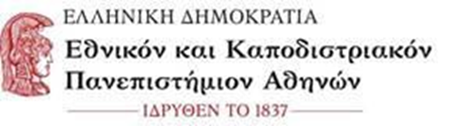 ΕΛΛΗΝΙΚΗ ΔΗΜΟΚΡΑΤΙΑ
Εθνικόν και Καποδιστριακόν
Πανεπιστήμιον Αθηνών
ΙΔΡΥΘΕΝ ΤΟ 1837